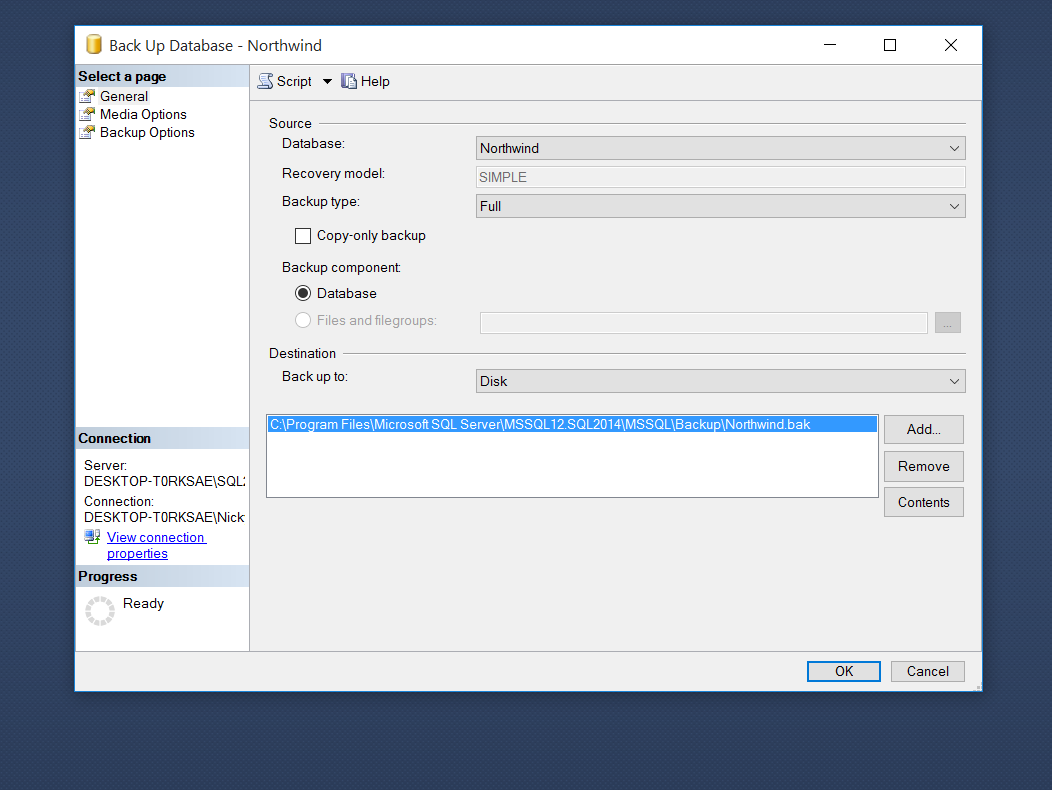 Back Up Database - Northwind
Select a page
General
Media Options
Backup Options
Script
Help
Source
Database:
Northwind
Recovery model:
SIMPLE
Backup type:
Full
Copy-only backup
Backup component:
Database
Files and filegroups:
...
Destination
Back up to:
Disk
C:\Program Files\Microsoft SQL Server\MSSQL12.SQL2014\MSSQL\Backup\Northwind.bak
Add...
Remove
Contents
Connection
Server:
DESKTOP-T0RKSAE\SQL2
Connection:
DESKTOP-T0RKSAE\Nick
View connection
properties
Progress
Ready
OK
Cancel